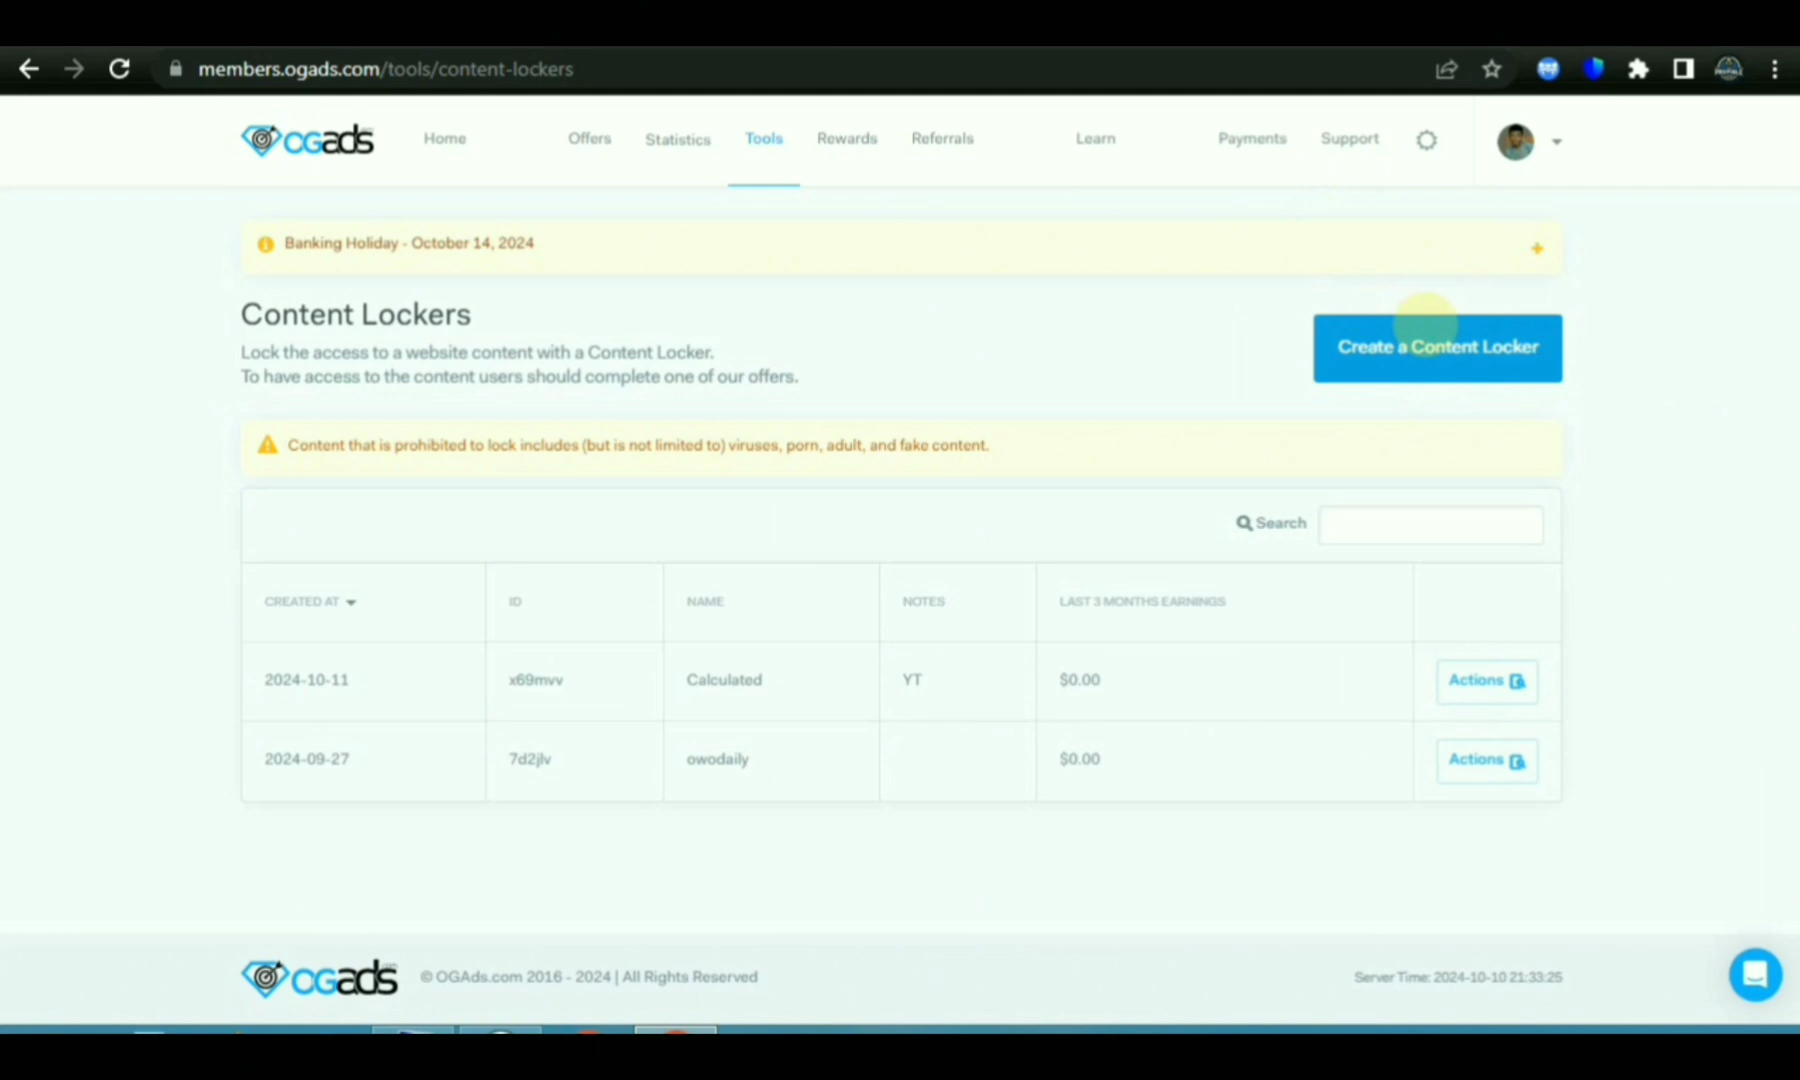 members.ogads.com/tools/content-lockers
OGads Home Offers Statistics Tools Rewards Referrals Learn Payments Support
Banking Holiday - October 14, 2024
Content Lockers
Lock the access to a website content with a Content Locker.
To have access to the content users should complete one of our offers.
Create a Content Locker
Content that is prohibited to lock includes (but is not limited to) viruses, porn, adult, and fake content.
Search
CREATED AT ID NAME NOTES LAST 3 MONTHS EARNINGS
2024-10-11 x69mvv Calculated YT $0.00 Actions
2024-09-27 7d2jlv owodaily $0.00 Actions
OGads © OGAds.com 2016 - 2024 | All Rights Reserved Server Time: 2024-10-10 21:33:25